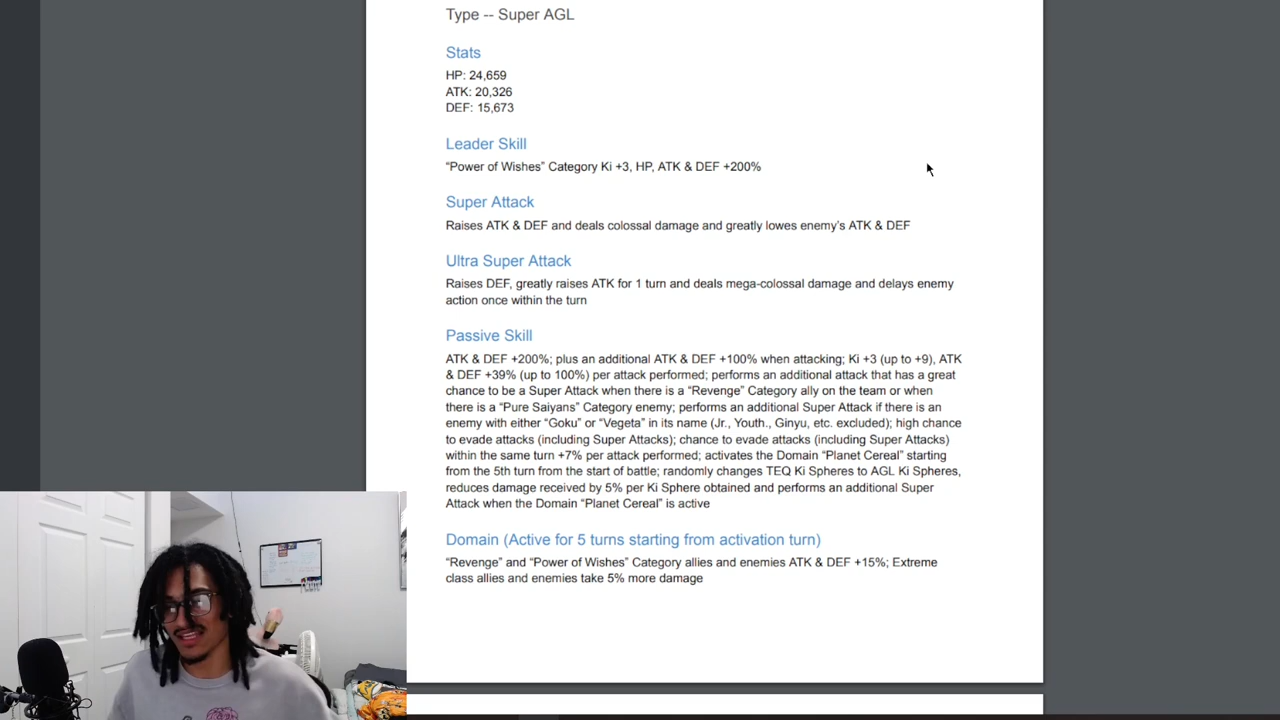 Type -- Super AGL
Stats
HP: 24,659
ATK: 20,326
DEF: 15,673
Leader Skill
“Power of Wishes” Category Ki +3, HP, ATK & DEF +200%
Super Attack
Raises ATK & DEF and deals colossal damage and greatly lowes enemy’s ATK & DEF
Ultra Super Attack
Raises DEF, greatly raises ATK for 1 turn and deals mega-colossal damage and delays enemy
action once within the turn
Passive Skill
ATK & DEF +200%; plus an additional ATK & DEF +100% when attacking; Ki +3 (up to +9), ATK
& DEF +39% (up to 100%) per attack performed; performs an additional attack that has a great
chance to be a Super Attack when there is a “Revenge” Category ally on the team or when
there is a “Pure Saiyans” Category enemy; performs an additional Super Attack if there is an
enemy with either “Goku” or “Vegeta” in its name (Jr., Youth., Ginyu, etc. excluded); high chance
to evade attacks (including Super Attacks); chance to evade attacks (including Super Attacks)
within the same turn +7% per attack performed; activates the Domain “Planet Cereal” starting
from the 5th turn from the start of battle; randomly changes TEQ Ki Spheres to AGL Ki Spheres,
reduces damage received by 5% per Ki Sphere obtained and performs an additional Super
Attack when the Domain “Planet Cereal” is active
Domain (Active for 5 turns starting from activation turn)
“Revenge” and “Power of Wishes” Category allies and enemies ATK & DEF +15%; Extreme
class allies and enemies take 5% more damage